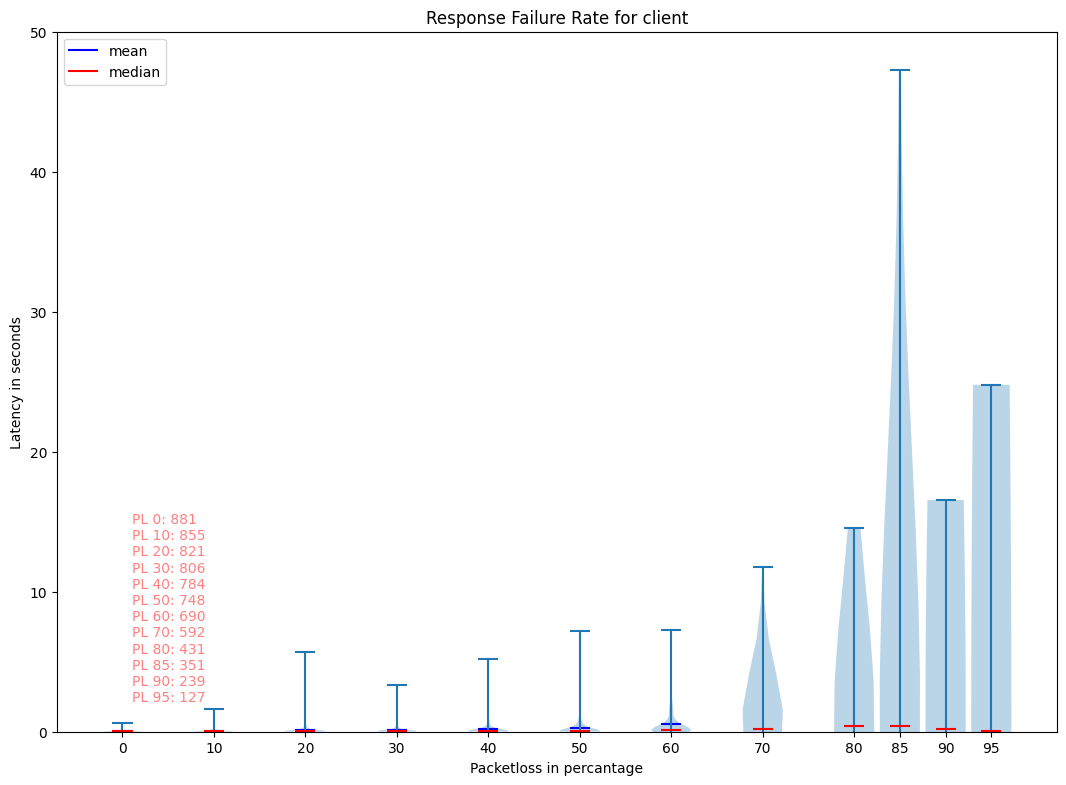 Response Failure Rate for client
mean
median
50
40
30
20
10
0
Latency in seconds
PL 0: 881
PL 10: 855
PL 20: 821
PL 30: 806
PL 40: 784
PL 50: 748
PL 60: 690
PL 70: 592
PL 80: 431
PL 85: 351
PL 90: 239
PL 95: 127
0 10 20 30 40 50 60 70 80 85 90 95
Packetloss in percantage